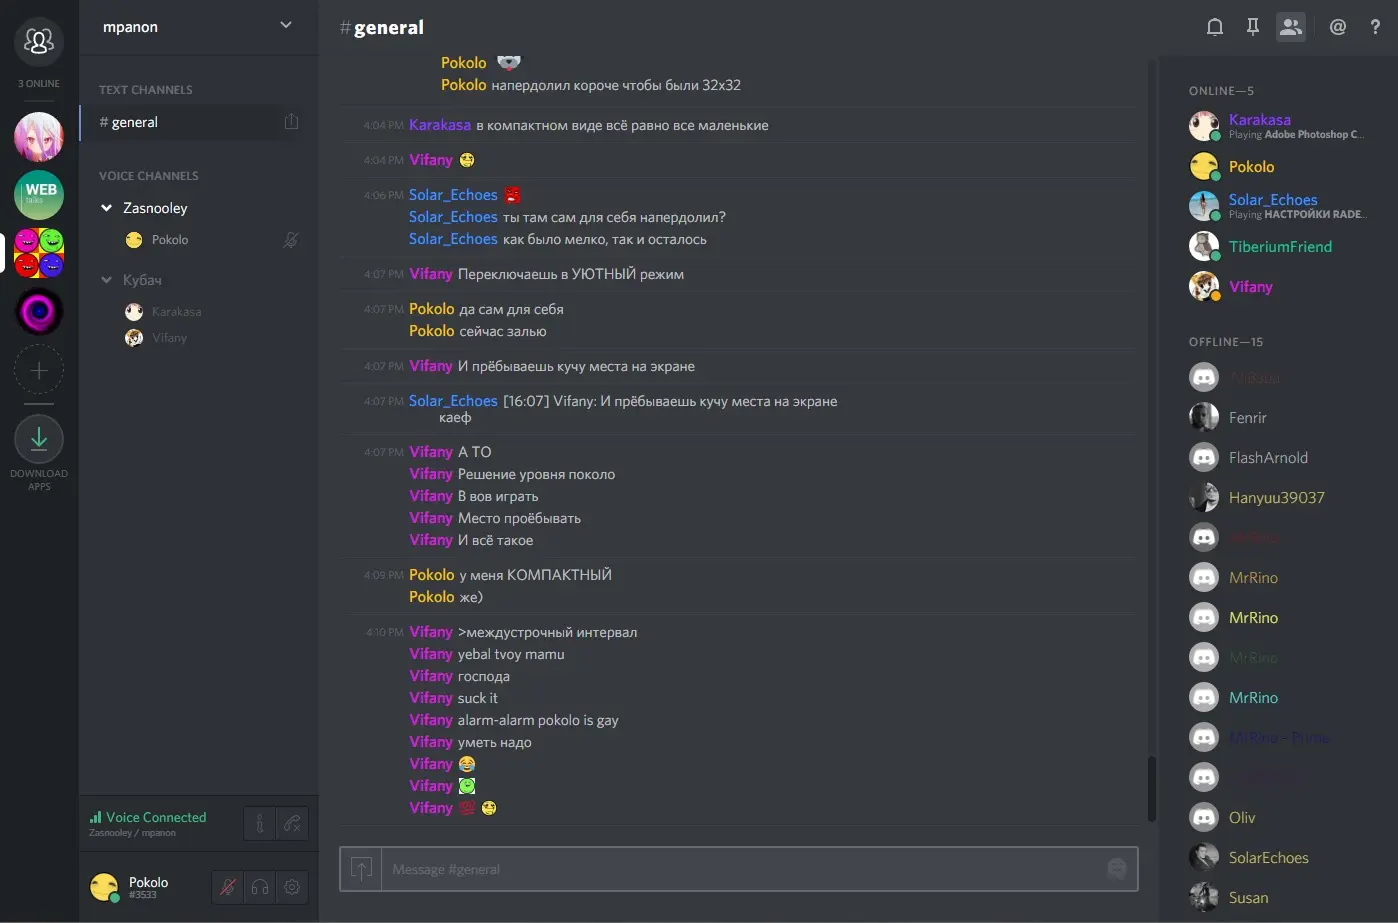 3 ONLINE
WEB
talks
DOWNLOAD
APPS
mpanon
TEXT CHANNELS
# general
VOICE CHANNELS
Zasnooley
Pokolo
Кубач
Karakasa
Vifany
Voice Connected
Zasnooley / mpanon
Pokolo
#3533
#general
Pokolo
Pokolo напердолил короче чтобы были 32x32
4:04 PM Karakasa в компактном виде всё равно все маленькие
4:04 PM Vifany
4:06 PM Solar_Echoes
Solar_Echoes ты там сам для себя напердолил?
Solar_Echoes как было мелко, так и осталось
4:07 PM Vifany Переключаешь в УЮТНЫЙ режим
4:07 PM Pokolo да сам для себя
Pokolo сейчас залью
4:07 PM Vifany И прёбываешь кучу места на экране
4:07 PM Solar_Echoes [16:07] Vifany: И прёбываешь кучу места на экране
каеф
4:07 PM Vifany А ТО
Vifany Решение уровня поколо
Vifany В вов играть
Vifany Место проёбывать
Vifany И всё такое
4:09 PM Pokolo у меня КОМПАКТНЫЙ
Pokolo же)
4:10 PM Vifany >междустрочный интервал
Vifany yebal tvoy mamu
Vifany господа
Vifany suck it
Vifany alarm-alarm pokolo is gay
Vifany уметь надо
Vifany 😂
Vifany
Vifany 💯
Message #general
@ ?
ONLINE—5
Karakasa
Playing Adobe Photoshop C...
Pokolo
Solar_Echoes
Playing НАСТРОЙКИ RADE...
TiberiumFriend
Vifany
OFFLINE—15
Fenrir
FlashArnold
Hanyuu39037
MrRino
MrRino
MrRino
MrRino
MrRino - Prime
Oliv
SolarEchoes
Susan